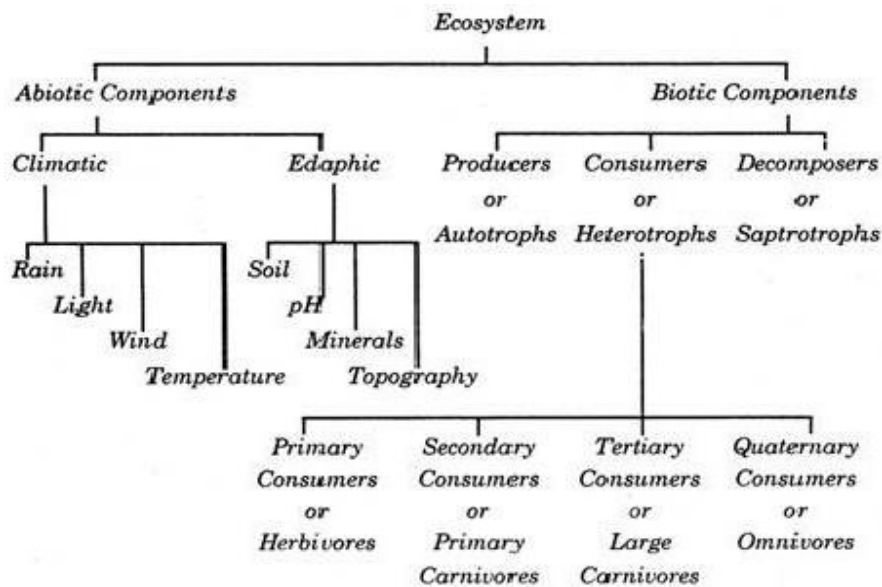 Ecosystem
Abiotic Components Biotic Components
Climatic Edaphic Producers Consumers Decomposers
or or or
Autotrophs Heterotrophs Saptrotrophs
Rain Soil
Light pH
Wind Minerals
Temperature Topography
Primary Secondary Tertiary Quaternary
Consumers Consumers Consumers Consumers
or or or or
Herbivores Primary Large Omnivores
Carnivores Carnivores